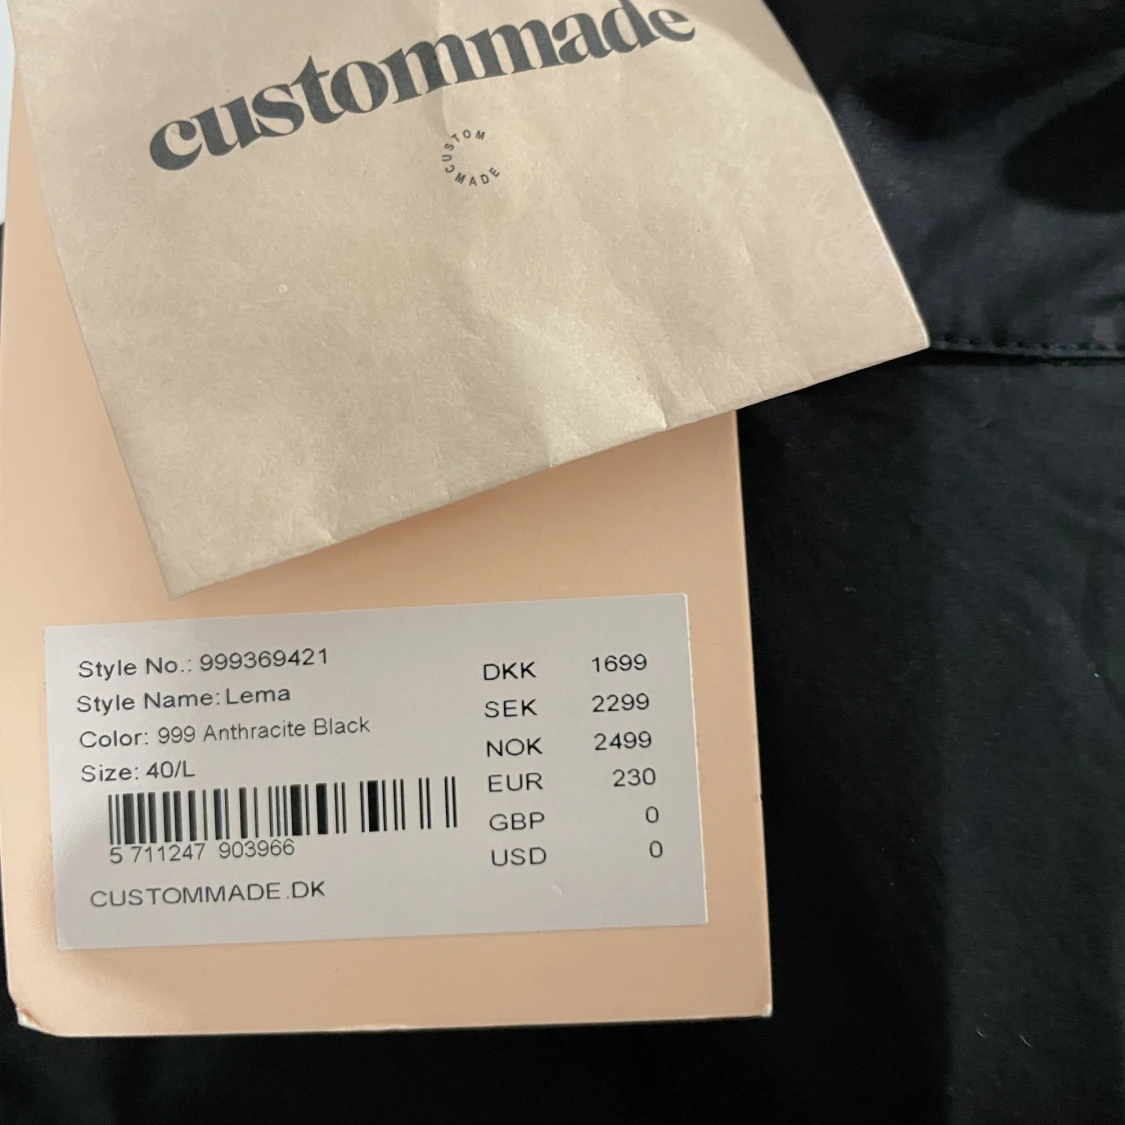 custommade
CUSTOM MADE
Style No.: 999369421
Style Name: Lema
Color: 999 Anthracite Black
Size: 40/L
5 711247 903966
CUSTOMMADE.DK
DKK 1699
SEK 2299
NOK 2499
EUR 230
GBP 0
USD 0